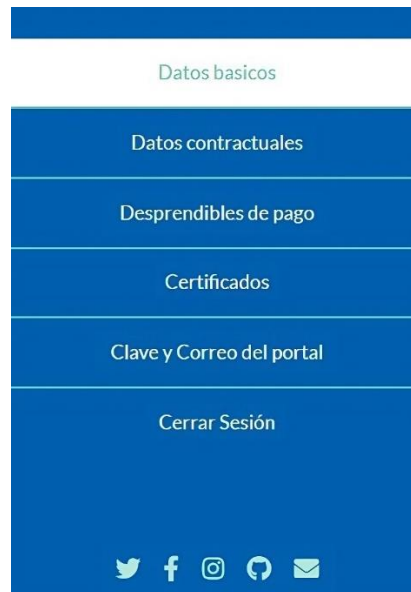 Datos basicos
Datos contractuales
Desprendibles de pago
Certificados
Clave y Correo del portal
Cerrar Sesión